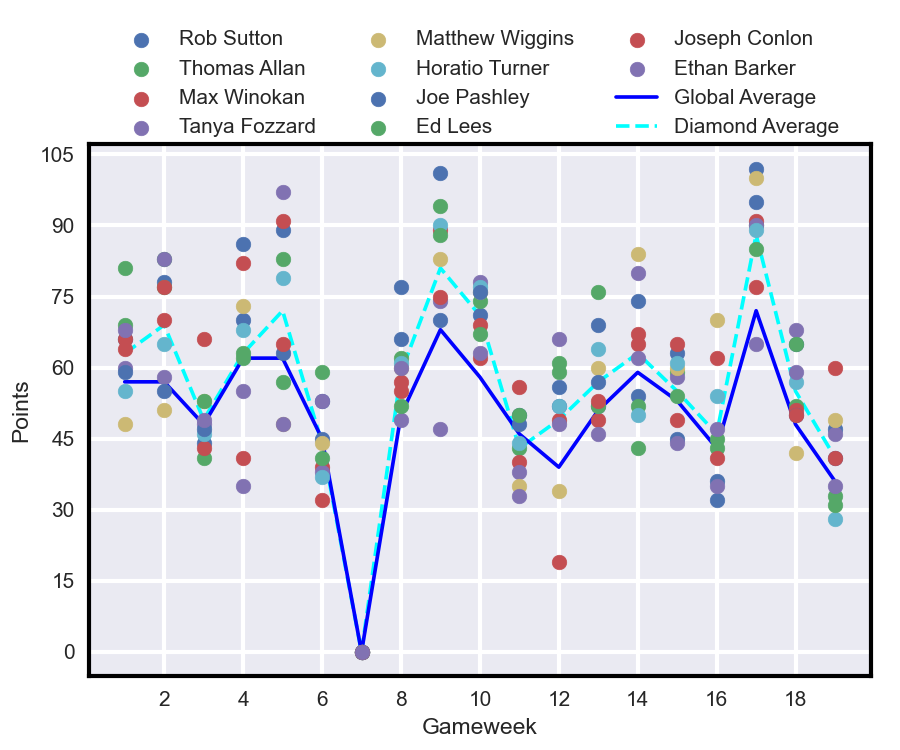 Rob Sutton Matthew Wiggins Joseph Conlon
Thomas Allan Horatio Turner Ethan Barker
Max Winokan Joe Pashley Global Average
Tanya Fozzard Ed Lees Diamond Average
105
90
75
60
45
30
15
0
Points
2 4 6 8 10 12 14 16 18
Gameweek